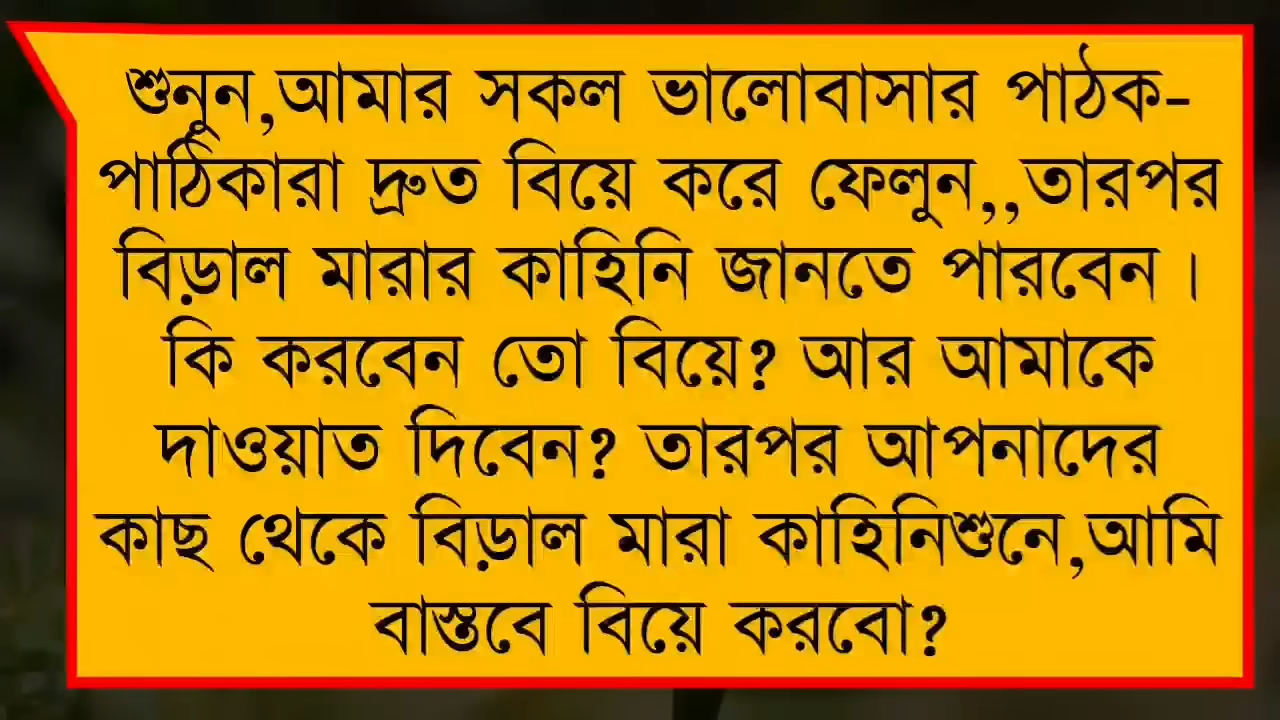 শুনুন,আমার সকল ভালোবাসার পাঠক-
পাঠিকারা দ্রুত বিয়ে করে ফেলুন,,তারপর
বিড়াল মারার কাহিনি জানতে পারবেন।
কি করবেন তো বিয়ে? আর আমাকে
দাওয়াত দিবেন? তারপর আপনাদের
কাছ থেকে বিড়াল মারা কাহিনিশুনে,আমি
বাস্তবে বিয়ে করবো?